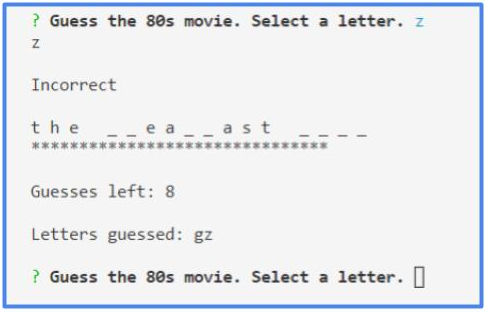 ? Guess the 80s movie. Select a letter. z
z
Incorrect
t h e   _ _ e a _ _ a s t   _ _ _ _
*******************************
Guesses left: 8
Letters guessed: gz
? Guess the 80s movie. Select a letter.